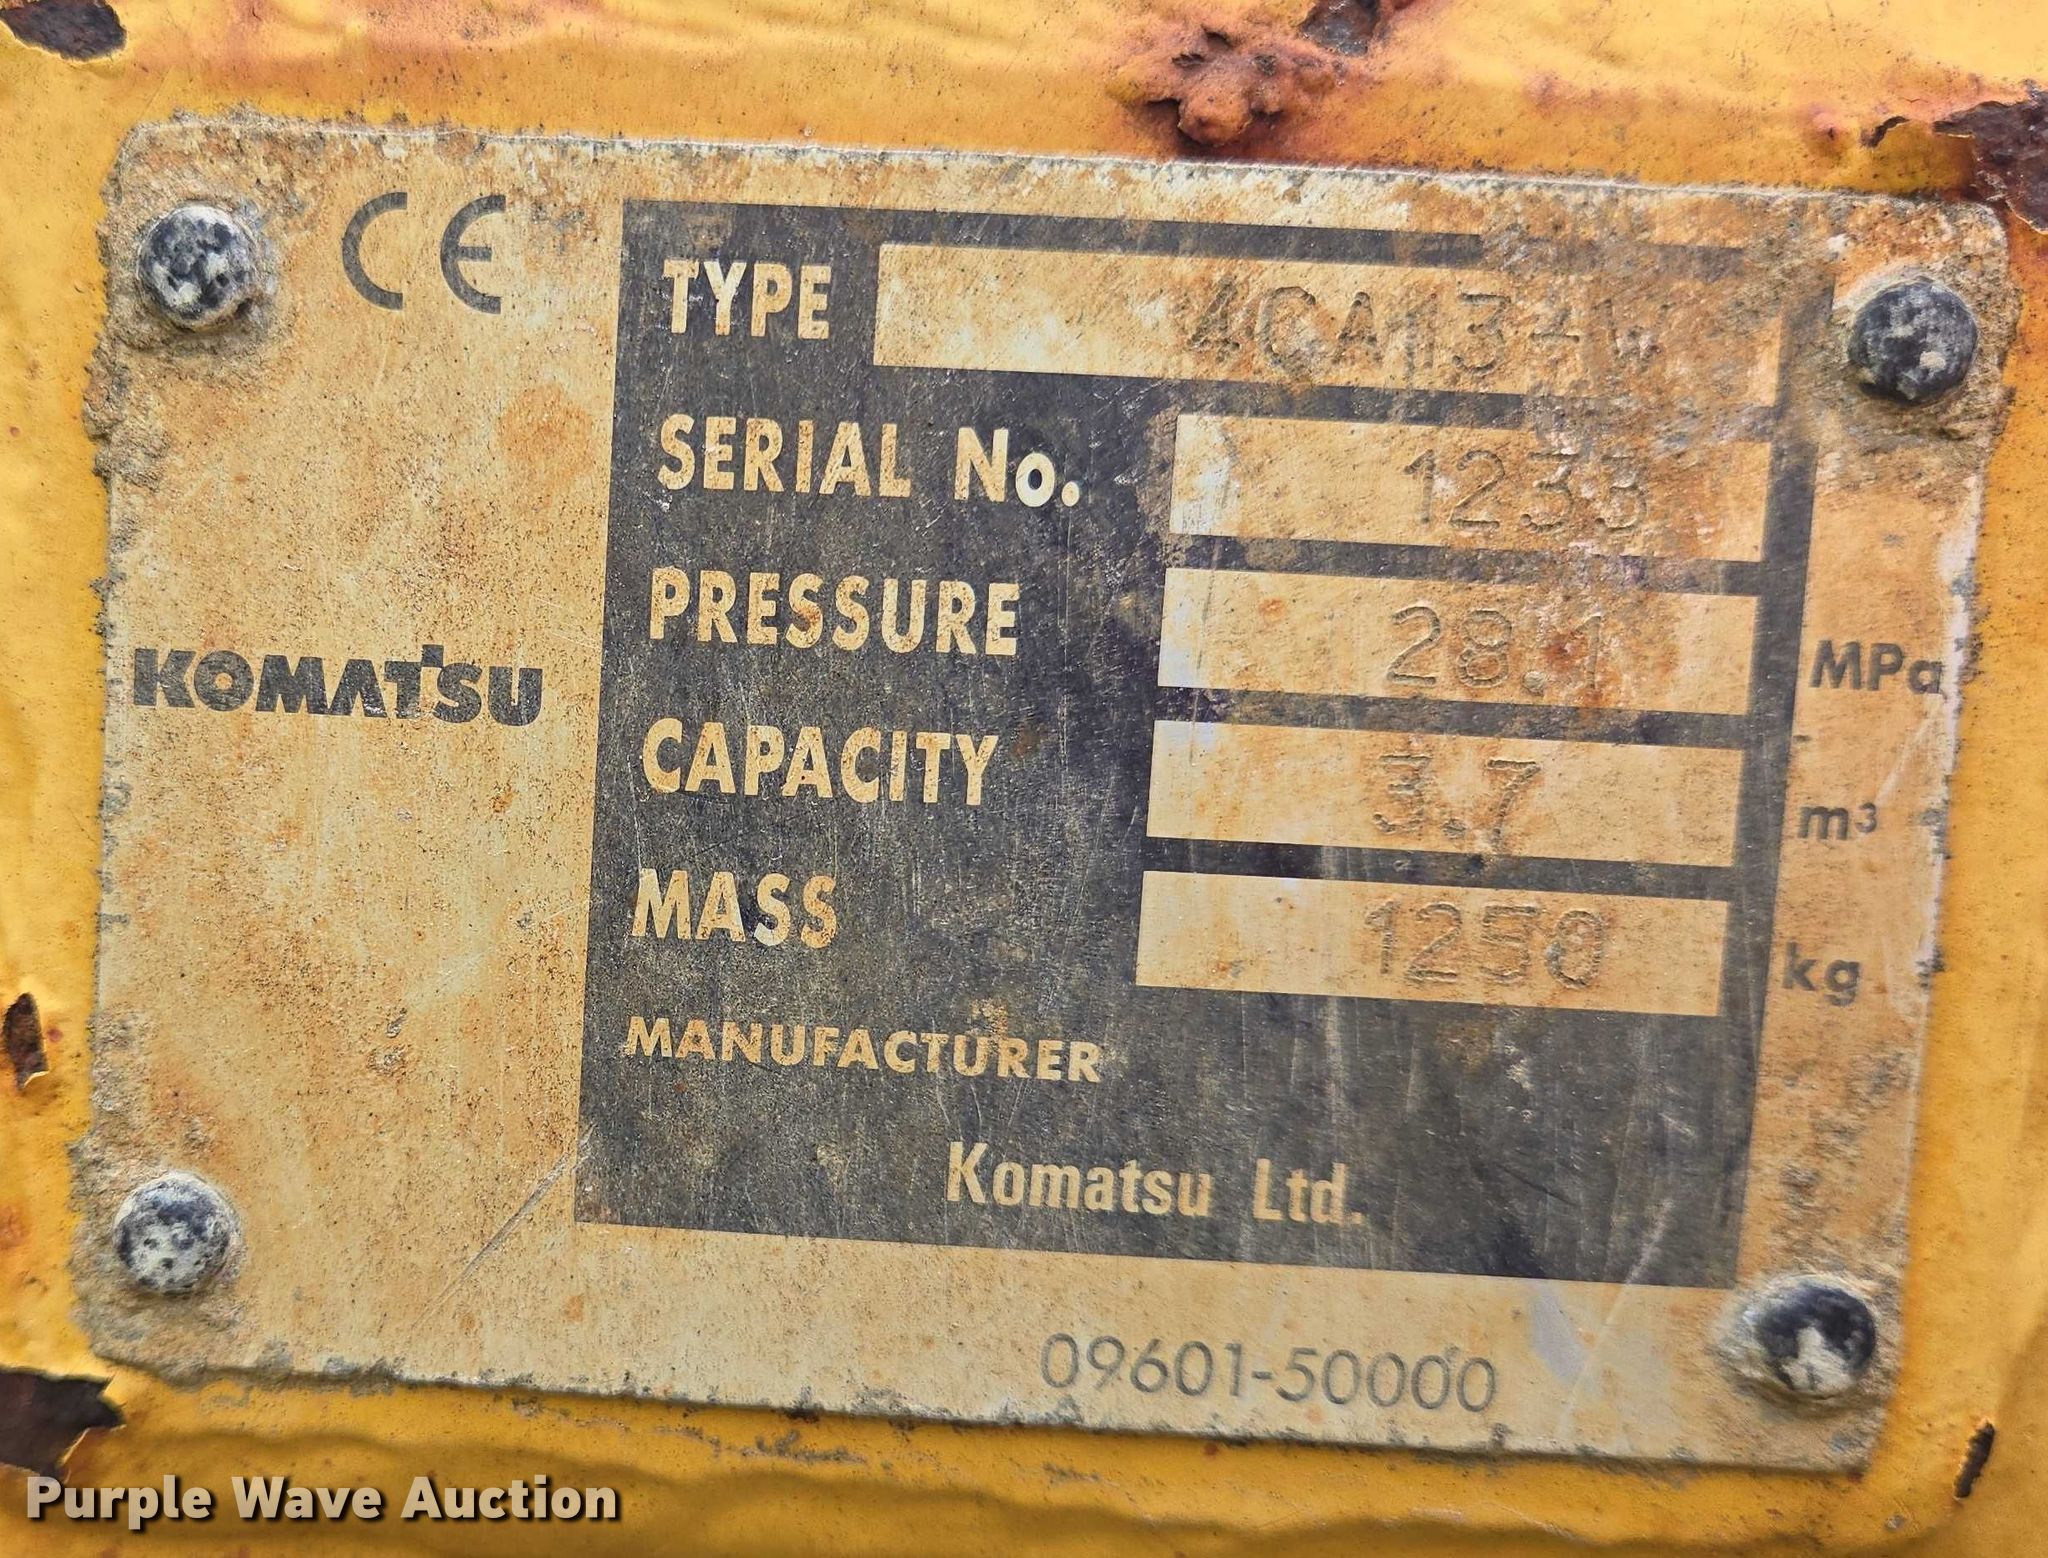 CE
TYPE 4CA13-W
SERIAL No. 1233
PRESSURE 28.1 MPa
KOMATSU
CAPACITY 3.7 m³
MASS 1250 kg
MANUFACTURER
Komatsu Ltd.
09601-50000
Purple Wave Auction